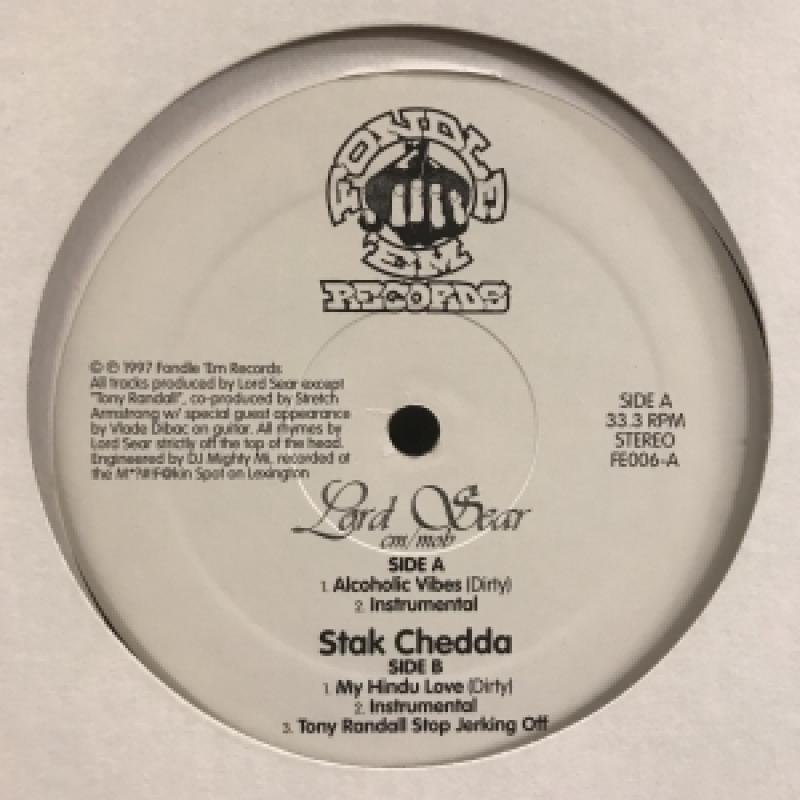 FONDLE
'EM
RECORDS
© ℗ 1997 Fondle 'Em Records
All tracks produced by Lord Sear except
"Tony Randall", co-produced by Stretch
Armstrong w/ special guest appearance
by Vlade Dibac on guitar. All rhymes by
Lord Sear strictly off the top of the head.
Engineered by DJ Mighty Mi, recorded at
the M*?#!F@kin Spot on Lexington
SIDE A
33.3 RPM
STEREO
FE006-A
Lord Sear
cm/mob
SIDE A
1. Alcoholic Vibes (Dirty)
2. Instrumental
Stak Chedda
SIDE B
1. My Hindu Love (Dirty)
2. Instrumental
3. Tony Randall Stop Jerking Off